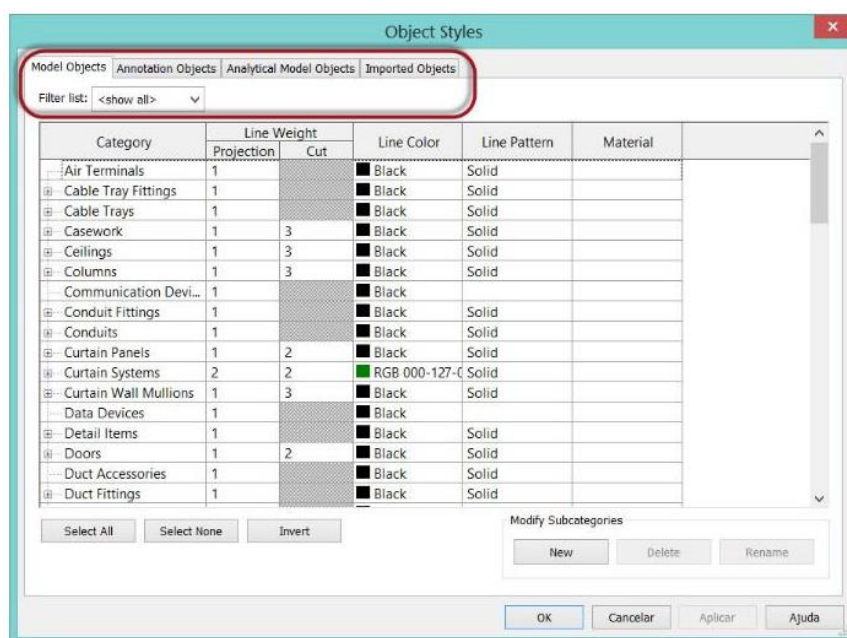 Object Styles
Model Objects Annotation Objects Analytical Model Objects Imported Objects
Filter list: <show all>
Category Line Weight Line Color Line Pattern Material
Projection Cut
Air Terminals 1 Black Solid
Cable Tray Fittings 1 Black Solid
Cable Trays 1 Black Solid
Casework 1 3 Black Solid
Ceilings 1 3 Black Solid
Columns 1 3 Black Solid
Communication Devi... 1 Black
Conduit Fittings 1 Black Solid
Conduits 1 Black Solid
Curtain Panels 1 2 Black Solid
Curtain Systems 2 2 RGB 000-127-0 Solid
Curtain Wall Mullions 1 3 Black Solid
Data Devices 1 Black
Detail Items 1 Black Solid
Doors 1 2 Black Solid
Duct Accessories 1 Black Solid
Duct Fittings 1 Black Solid
Select All Select None Invert
Modify Subcategories
New Delete Rename
OK Cancelar Aplicar Ajuda